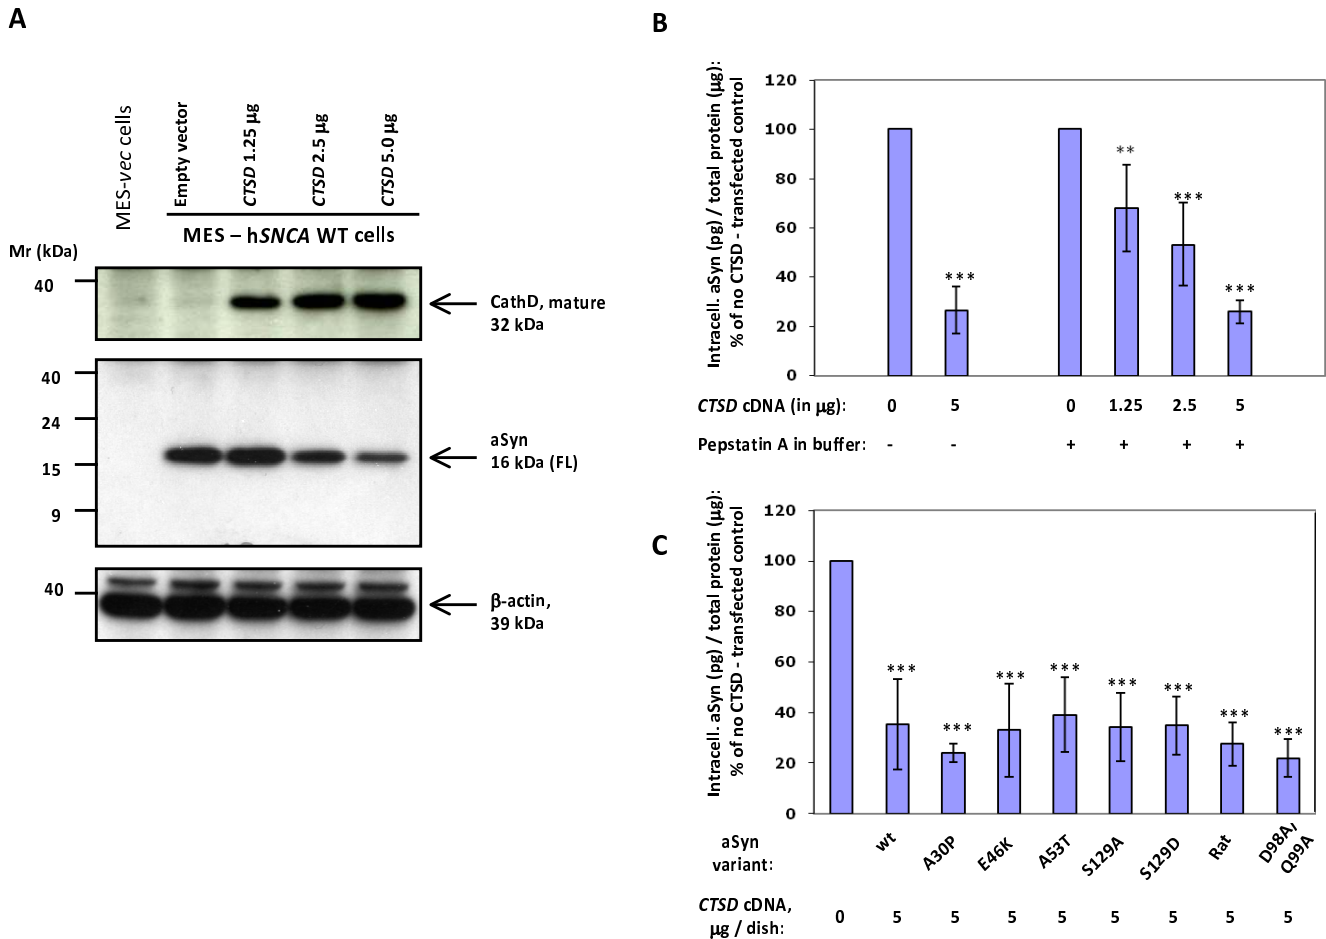 A
MES-vec cells
Empty vector
CTSD 1.25 µg
CTSD 2.5 µg
CTSD 5.0 µg
MES – hSNCA WT cells
Mr (kDa)
40
CathD, mature
32 kDa
40
24
15
9
aSyn
16 kDa (FL)
40
β-actin,
39 kDa
B
Intracell. aSyn (pg) / total protein (µg):
% of no CTSD - transfected control
120
100
80
60
40
20
0
***
**
***
***
CTSD cDNA (in µg): 0 5 0 1.25 2.5 5
Pepstatin A in buffer: - - + + + +
C
Intracell. aSyn (pg) / total protein (µg):
% of no CTSD - transfected control
120
100
80
60
40
20
0
*** *** *** *** *** *** *** ***
aSyn
variant:
wt
A30P
E46K
A53T
S129A
S129D
Rat
D98A,
Q99A
CTSD cDNA,
µg / dish:
0 5 5 5 5 5 5 5 5